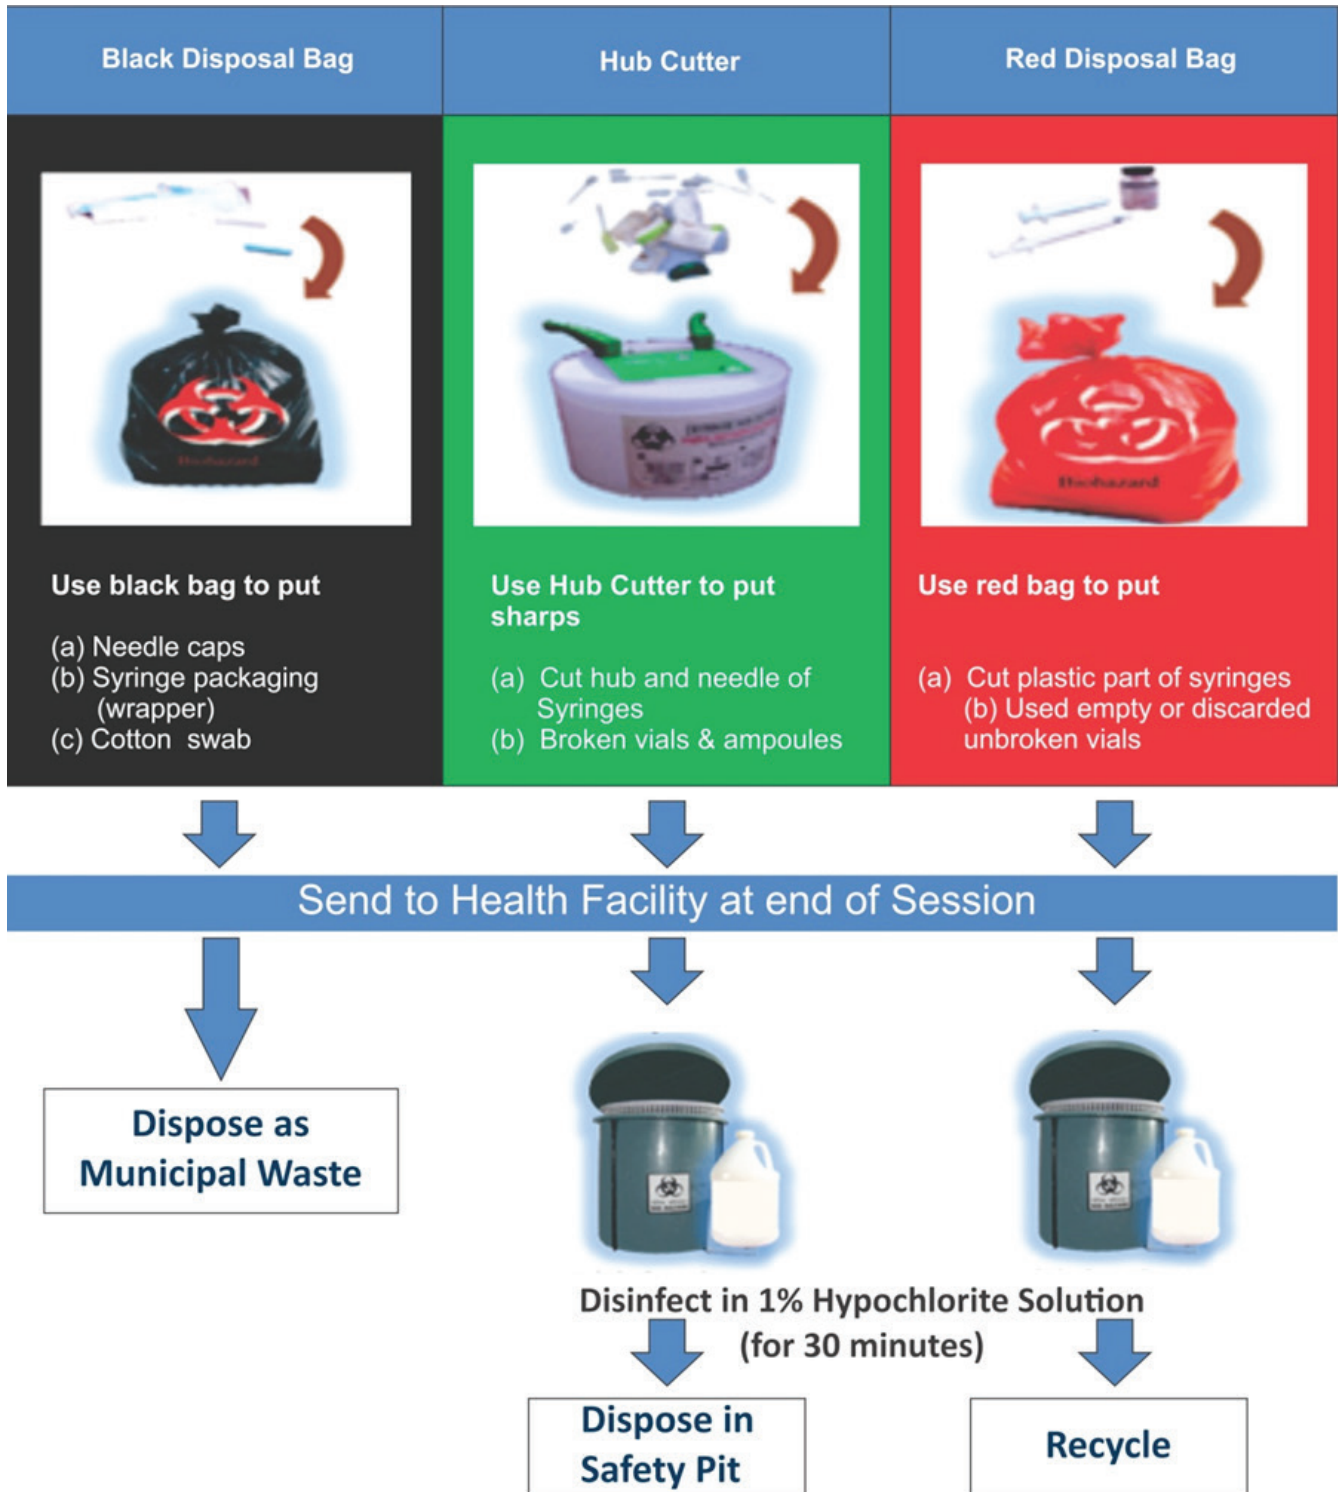 Black Disposal Bag
Hub Cutter
Red Disposal Bag
Biohazard
Biohazard
Use black bag to put
(a) Needle caps
(b) Syringe packaging
(wrapper)
(c) Cotton swab
Use Hub Cutter to put
sharps
(a) Cut hub and needle of
Syringes
(b) Broken vials & ampoules
Use red bag to put
(a) Cut plastic part of syringes
(b) Used empty or discarded
unbroken vials
Send to Health Facility at end of Session
Dispose as
Municipal Waste
Disinfect in 1% Hypochlorite Solution
(for 30 minutes)
Dispose in
Safety Pit
Recycle